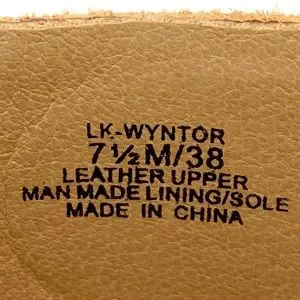 LK-WYNTOR
7½M/38
LEATHER UPPER
MAN MADE LINING/SOLE
MADE IN CHINA